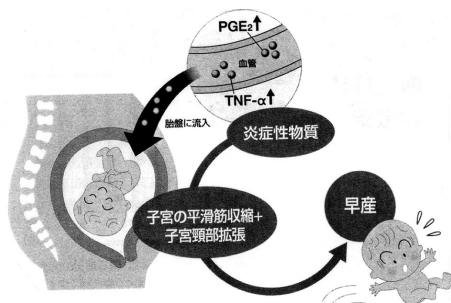 PGE2↑
血管
TNF-α↑
胎盤に流入
炎症性物質
子宮の平滑筋収縮+
子宮頸部拡張
早産